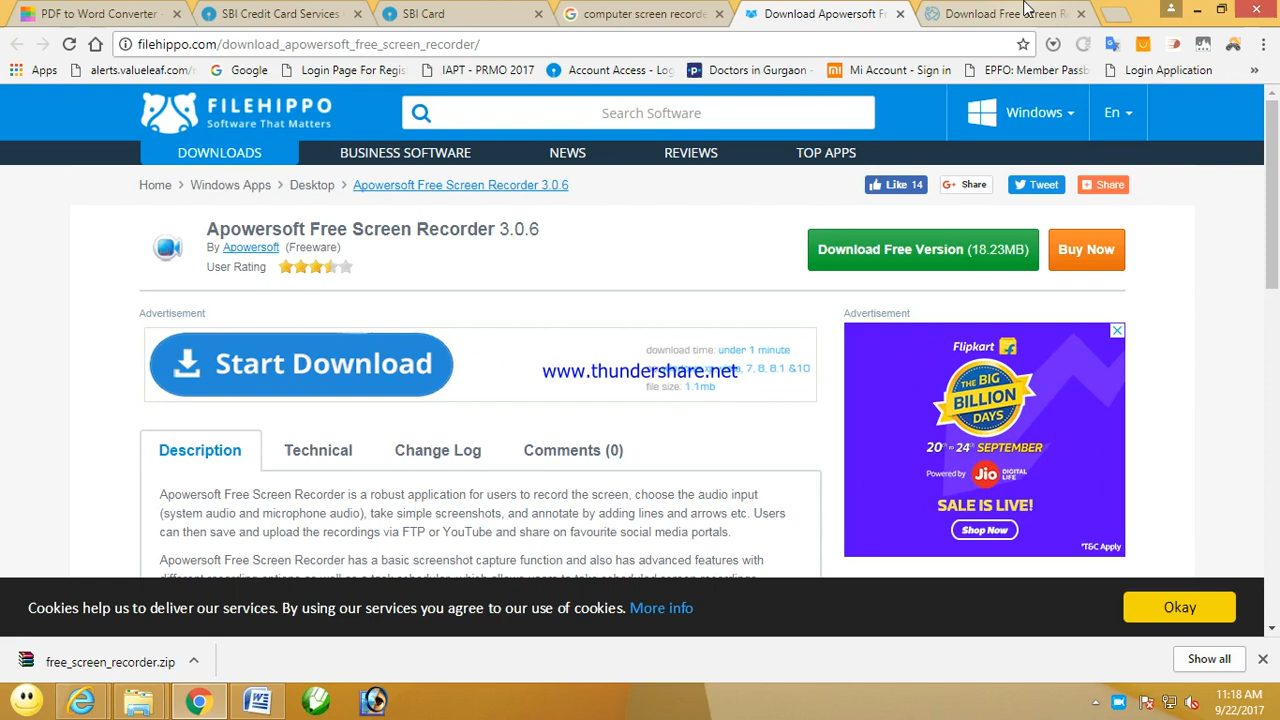 PDF to Word Converter -
SBI Credit Card Services
SBI Card
computer screen recorde
Download Apowersoft Fr
Download Free Screen R
filehippo.com/download_apowersoft_free_screen_recorder/
Apps
alerts.valueleaf.com/r
Google
Login Page For Regis
IAPT - PRMO 2017
Account Access - Log
Doctors in Gurgaon
Mi Account - Sign in
EPFO: Member Passb
Login Application
»
FILEHIPPO
Software That Matters
Search Software
Windows
En
DOWNLOADS
BUSINESS SOFTWARE
NEWS
REVIEWS
TOP APPS
Home > Windows Apps > Desktop > Apowersoft Free Screen Recorder 3.0.6
Like 14
G+ Share
Tweet
Share
Apowersoft Free Screen Recorder 3.0.6
By Apowersoft (Freeware)
User Rating
Download Free Version (18.23MB)
Buy Now
Advertisement
Start Download
download time: under 1 minute
7, 8, 8.1 &10
file size: 1.1mb
www.thundershare.net
Advertisement
Flipkart
THE BIG
BILLION
DAYS
20TH TO 24TH SEPTEMBER
Powered by Jio DIGITAL LIFE
SALE IS LIVE!
Shop Now
*T&C Apply
Description
Technical
Change Log
Comments (0)
Apowersoft Free Screen Recorder is a robust application for users to record the screen, choose the audio input
(system audio and microphone audio), take simple screenshots, and annotate by adding lines and arrows etc. Users
can then save and upload the recordings via FTP or YouTube and share on favourite social media portals.
Apowersoft Free Screen Recorder has a basic screenshot capture function and also has advanced features with
Cookies help us to deliver our services. By using our services you agree to our use of cookies. More info
Okay
free_screen_recorder.zip
Show all
11:18 AM
9/22/2017